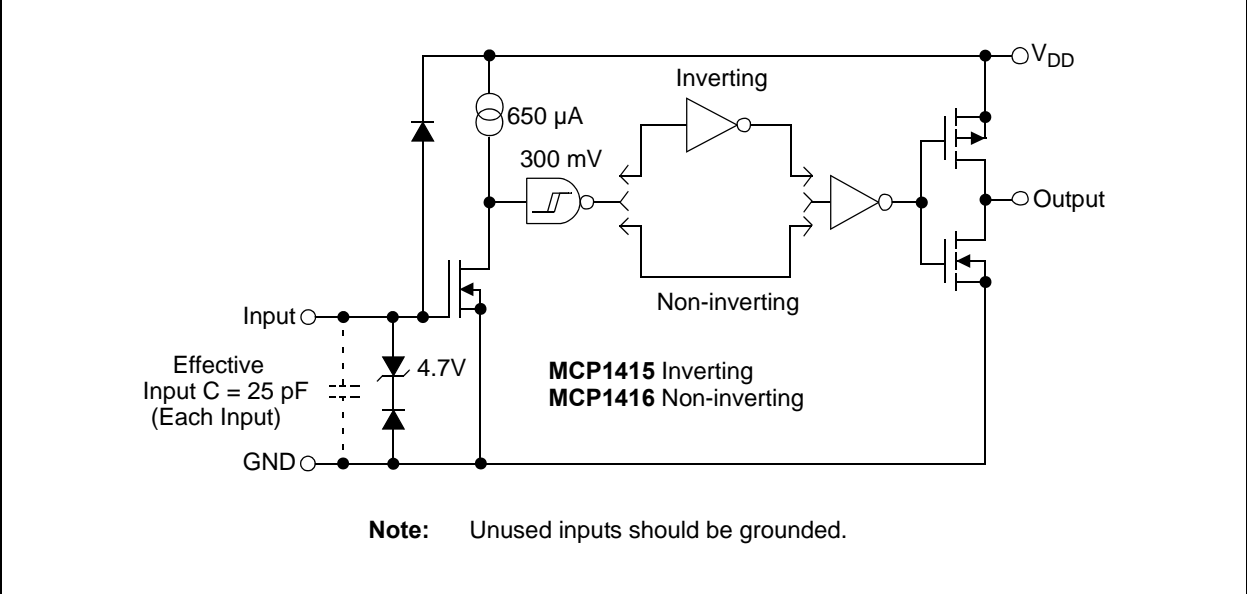 V_DD
Inverting
650 µA
300 mV
Output
Non-inverting
Input
Effective
Input C = 25 pF
(Each Input)
4.7V
MCP1415 Inverting
MCP1416 Non-inverting
GND
Note: Unused inputs should be grounded.